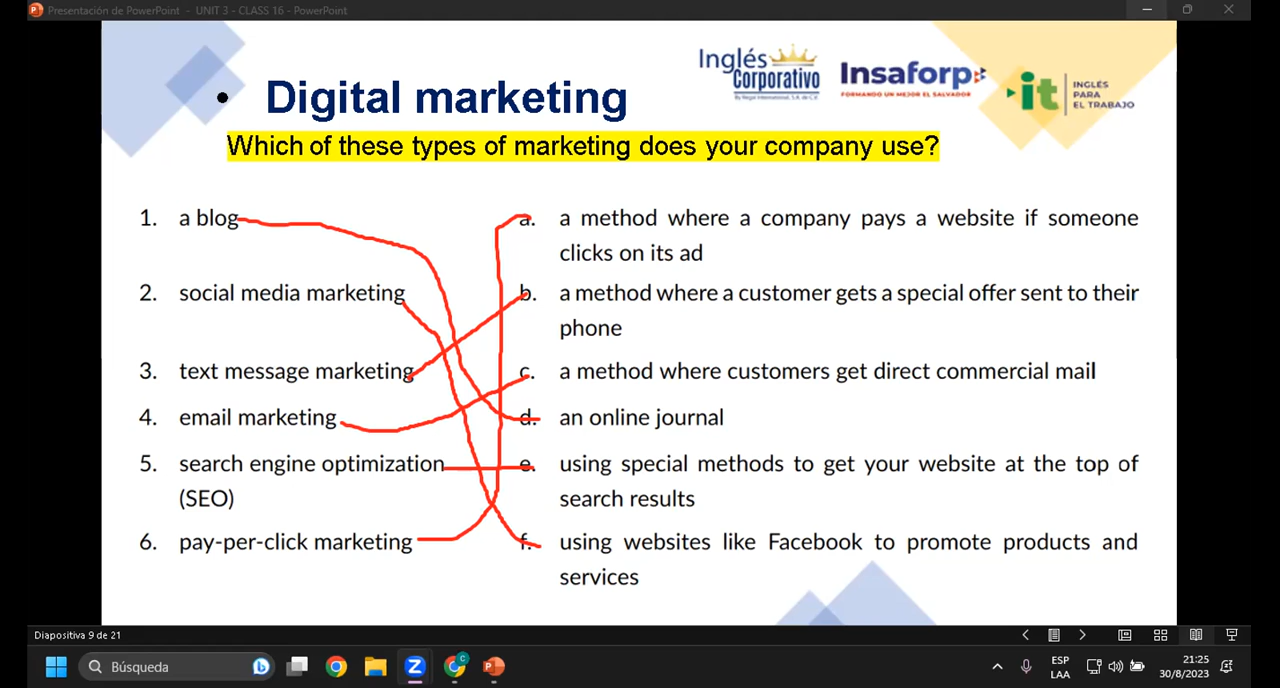 Presentación de PowerPoint - UNIT 3 - CLASS 16 - PowerPoint
Inglés
Corporativo
By Regal International, S.A. de C.V.
Insaforp
FORMANDO UN MEJOR EL SALVADOR
it
INGLÉS
PARA
EL TRABAJO
• Digital marketing
Which of these types of marketing does your company use?
1. a blog
2. social media marketing
3. text message marketing
4. email marketing
5. search engine optimization
(SEO)
6. pay-per-click marketing
a. a method where a company pays a website if someone
clicks on its ad
b. a method where a customer gets a special offer sent to their
phone
c. a method where customers get direct commercial mail
d. an online journal
e. using special methods to get your website at the top of
search results
f. using websites like Facebook to promote products and
services
Diapositiva 9 de 21
Búsqueda
ESP
LAA
21:25
30/8/2023